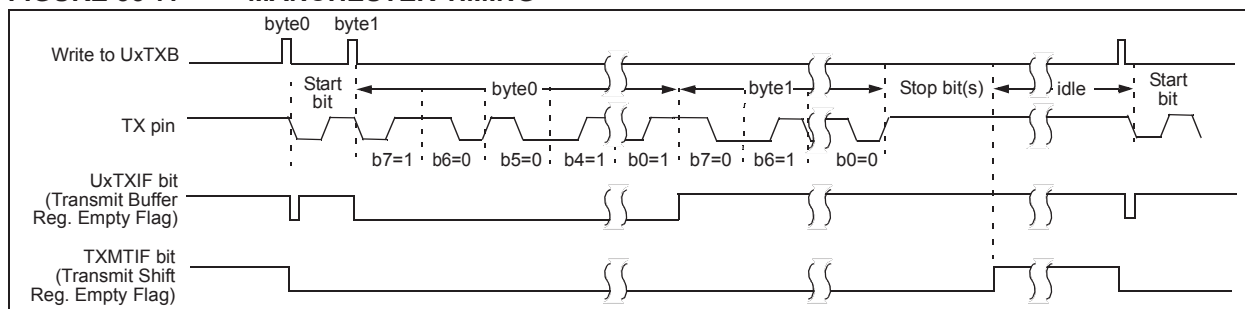 byte0 byte1
Write to UxTXB
Start bit byte0 byte1 Stop bit(s) idle Start bit
TX pin
b7=1 b6=0 b5=0 b4=1 b0=1 b7=0 b6=1 b0=0
UxTXIF bit
(Transmit Buffer
Reg. Empty Flag)
TXMTIF bit
(Transmit Shift
Reg. Empty Flag)